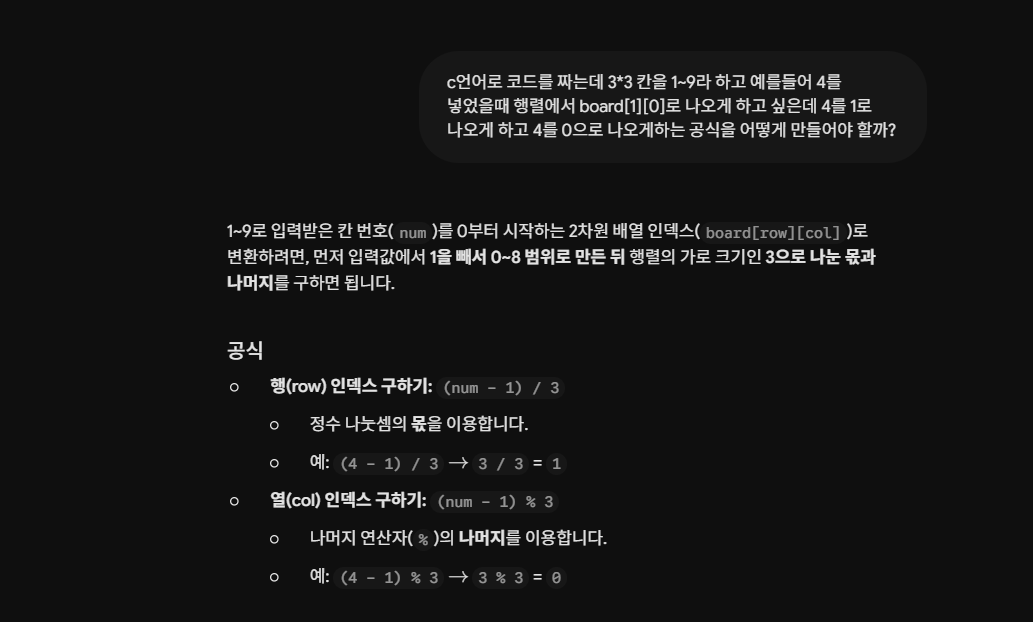 c언어로 코드를 짜는데 3*3 칸을 1~9라 하고 예를들어 4를
넣었을때 행렬에서 board[1][0]로 나오게 하고 싶은데 4를 1로
나오게 하고 4를 0으로 나오게하는 공식을 어떻게 만들어야 할까?
1~9로 입력받은 칸 번호( num )를 0부터 시작하는 2차원 배열 인덱스( board[row][col] )로
변환하려면, 먼저 입력값에서 1을 빼서 0~8 범위로 만든 뒤 행렬의 가로 크기인 3으로 나눈 몫과
나머지를 구하면 됩니다.
공식
행(row) 인덱스 구하기: (num - 1) / 3
정수 나눗셈의 몫을 이용합니다.
예: (4 - 1) / 3 → 3 / 3 = 1
열(col) 인덱스 구하기: (num - 1) % 3
나머지 연산자( % )의 나머지를 이용합니다.
예: (4 - 1) % 3 → 3 % 3 = 0